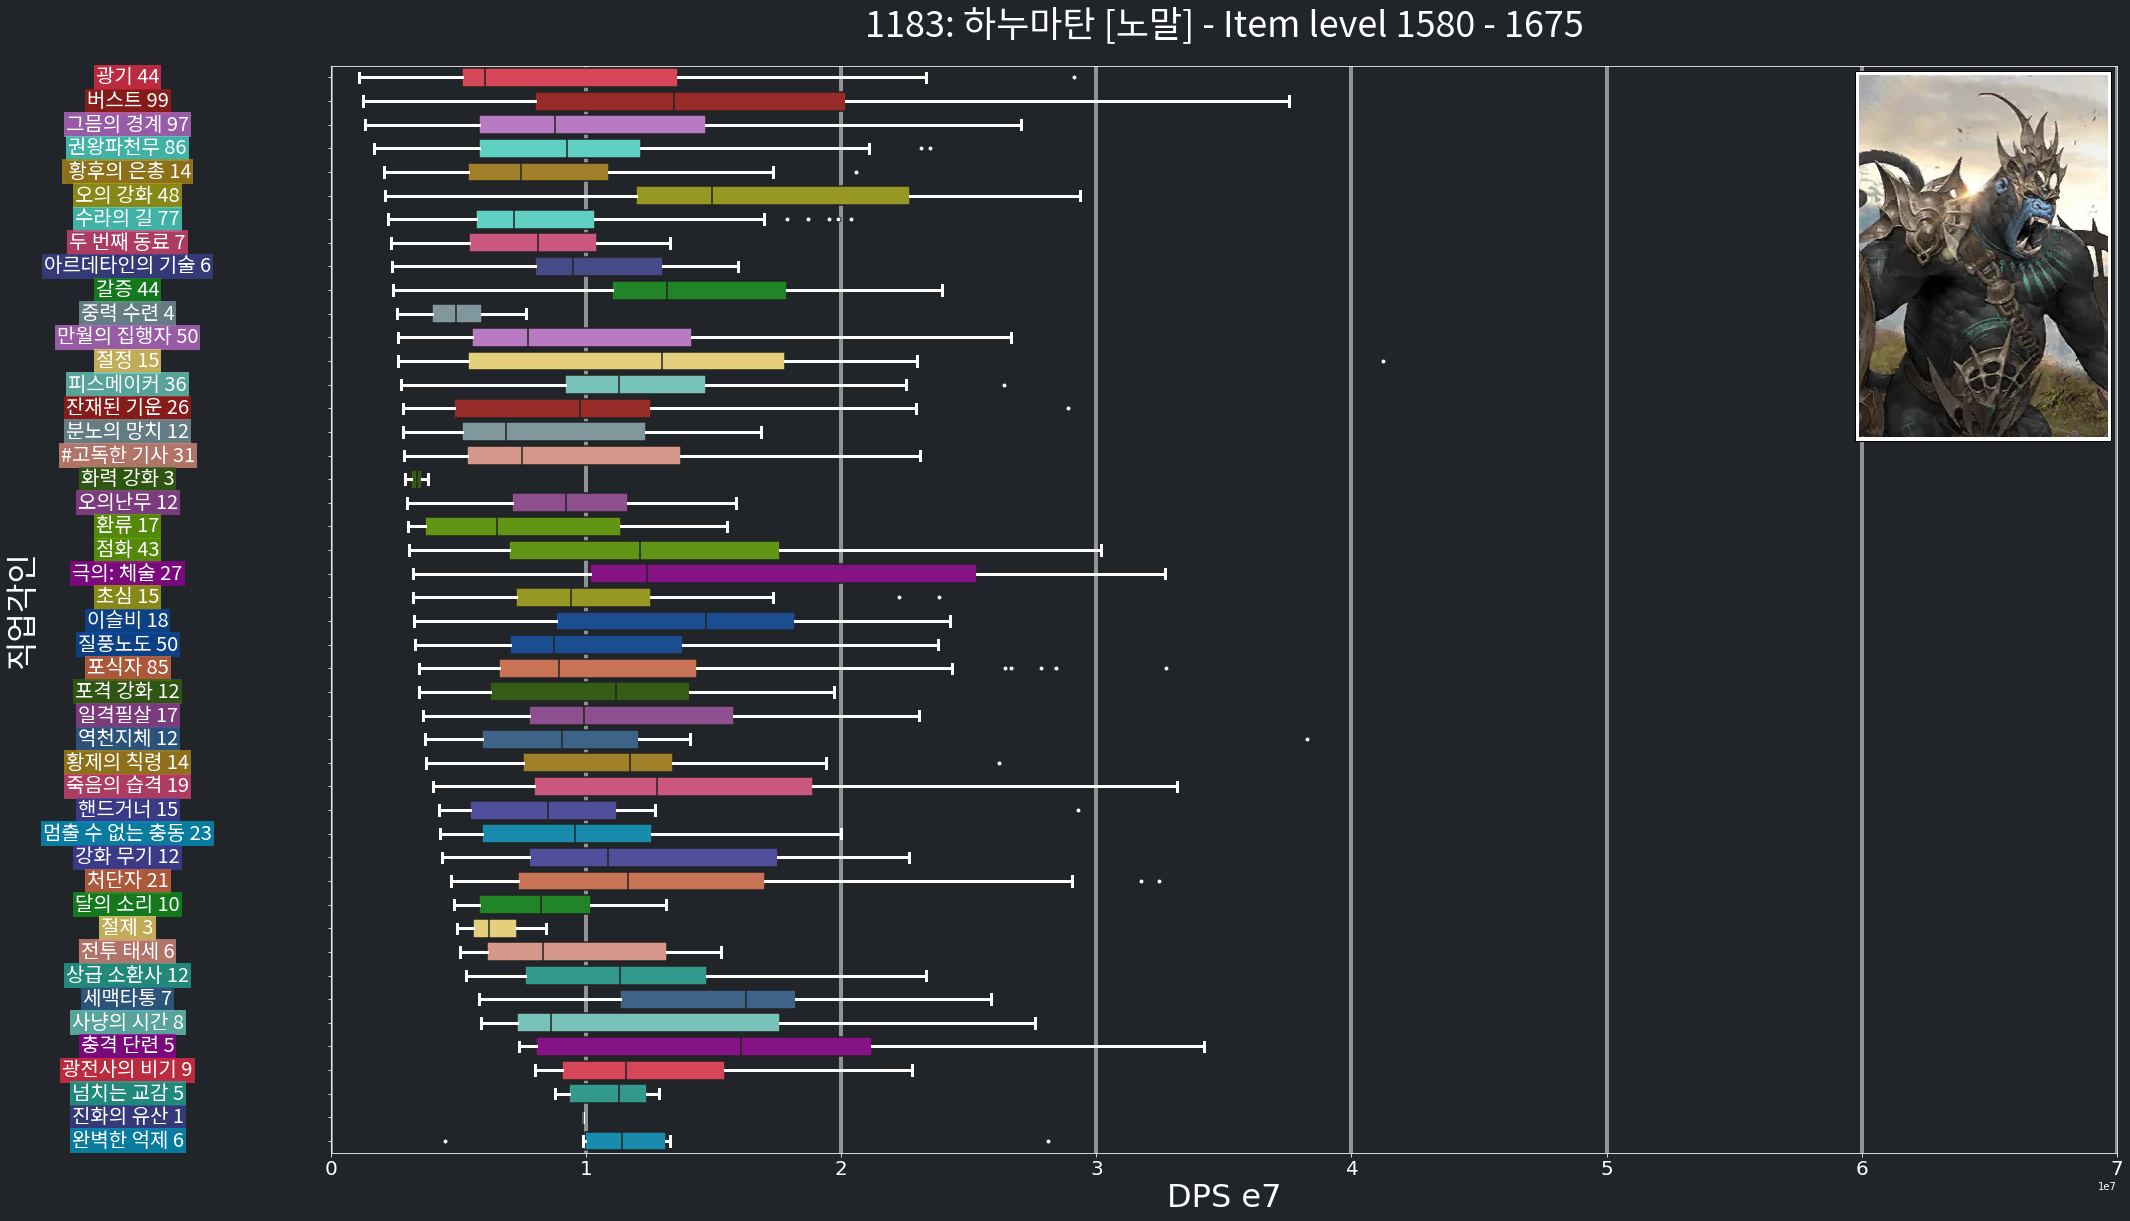 1183: 하누마탄 [노말] - Item level 1580 - 1675
광기 44
버스트 99
그믐의 경계 97
권왕파천무 86
황후의 은총 14
오의 강화 48
수라의 길 77
두 번째 동료 7
아르데타인의 기술 6
갈증 44
중력 수련 4
만월의 집행자 50
절정 15
피스메이커 36
잔재된 기운 26
분노의 망치 12
#고독한 기사 31
화력 강화 3
오의난무 12
환류 17
점화 43
극의: 체술 27
초심 15
이슬비 18
질풍노도 50
포식자 85
포격 강화 12
일격필살 17
역천지체 12
황제의 칙령 14
죽음의 습격 19
핸드거너 15
멈출 수 없는 충동 23
강화 무기 12
처단자 21
달의 소리 10
절제 3
전투 태세 6
상급 소환사 12
세맥타통 7
사냥의 시간 8
충격 단련 5
광전사의 비기 9
넘치는 교감 5
진화의 유산 1
완벽한 억제 6
직업각인
0 1 2 3 4 5 6 7
1e7
DPS e7